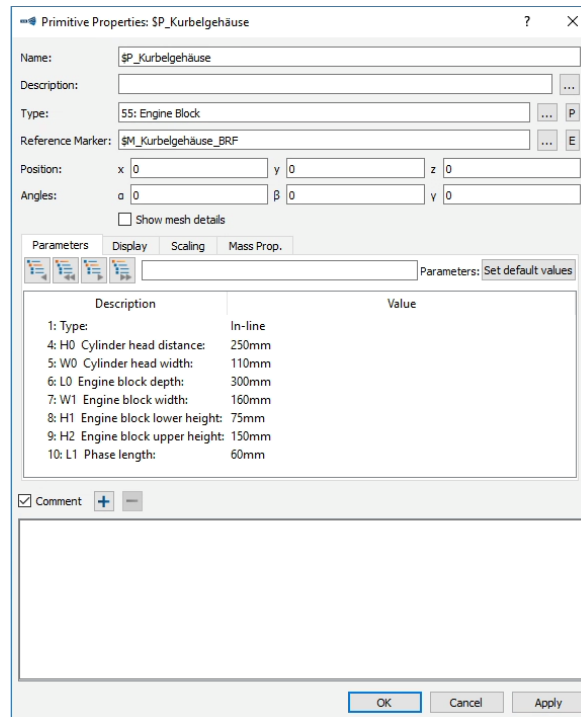 Primitive Properties: $P_Kurbelgehäuse ? ×
Name: $P_Kurbelgehäuse
Description: ...
Type: 55: Engine Block ... P
Reference Marker: $M_Kurbelgehäuse_BRF ... E
Position: x 0 y 0 z 0
Angles: α 0 β 0 γ 0
Show mesh details
Parameters Display Scaling Mass Prop.
Parameters: Set default values
Description Value
1: Type: In-line
4: H0 Cylinder head distance: 250mm
5: W0 Cylinder head width: 110mm
6: L0 Engine block depth: 300mm
7: W1 Engine block width: 160mm
8: H1 Engine block lower height: 75mm
9: H2 Engine block upper height: 150mm
10: L1 Phase length: 60mm
Comment
OK Cancel Apply